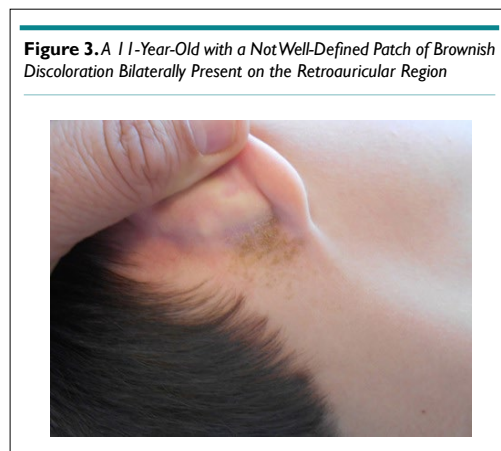 Figure 3. A 11-Year-Old with a Not Well-Defined Patch of Brownish
Discoloration Bilaterally Present on the Retroauricular Region